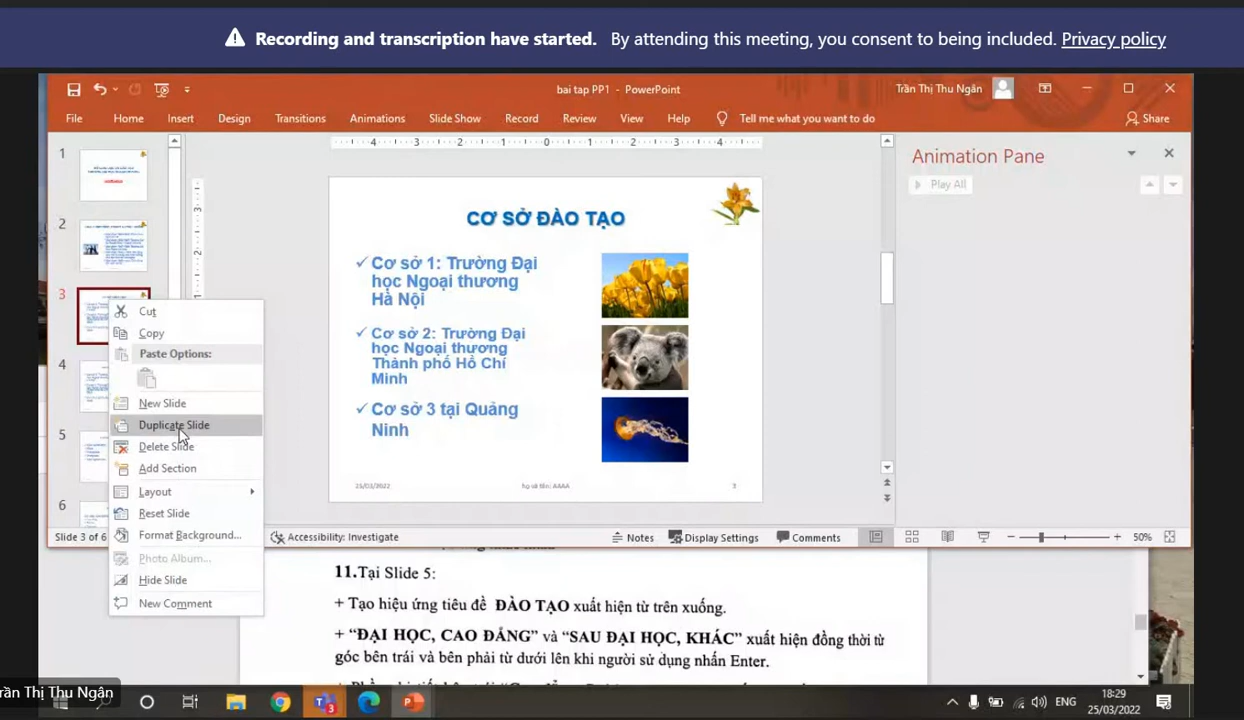 Recording and transcription have started. By attending this meeting, you consent to being included. Privacy policy
bai tap PP1 - PowerPoint
Trần Thị Thu Ngân
File Home Insert Design Transitions Animations Slide Show Record Review View Help Tell me what you want to do Share
Animation Pane
Play All
1
2
3
4
5
6
CƠ SỞ ĐÀO TẠO
Cơ sở 1: Trường Đại
học Ngoại thương
Hà Nội
Cơ sở 2: Trường Đại
học Ngoại thương
Thành phố Hồ Chí
Minh
Cơ sở 3 tại Quảng
Ninh
25/03/2022
họ và tên: AAAA
3
Cut
Copy
Paste Options:
New Slide
Duplicate Slide
Delete Slide
Add Section
Layout
Reset Slide
Format Background...
Photo Album...
Hide Slide
New Comment
Slide 3 of 6
Accessibility: Investigate
Notes
Display Settings
Comments
50%
11.Tại Slide 5:
+ Tạo hiệu ứng tiêu đề ĐÀO TẠO xuất hiện từ trên xuống.
+ “ĐẠI HỌC, CAO ĐẲNG” và “SAU ĐẠI HỌC, KHÁC” xuất hiện đồng thời từ
góc bên trái và bên phải từ dưới lên khi người sử dụng nhấn Enter.
Trần Thị Thu Ngân
3
ENG
18:29
25/03/2022